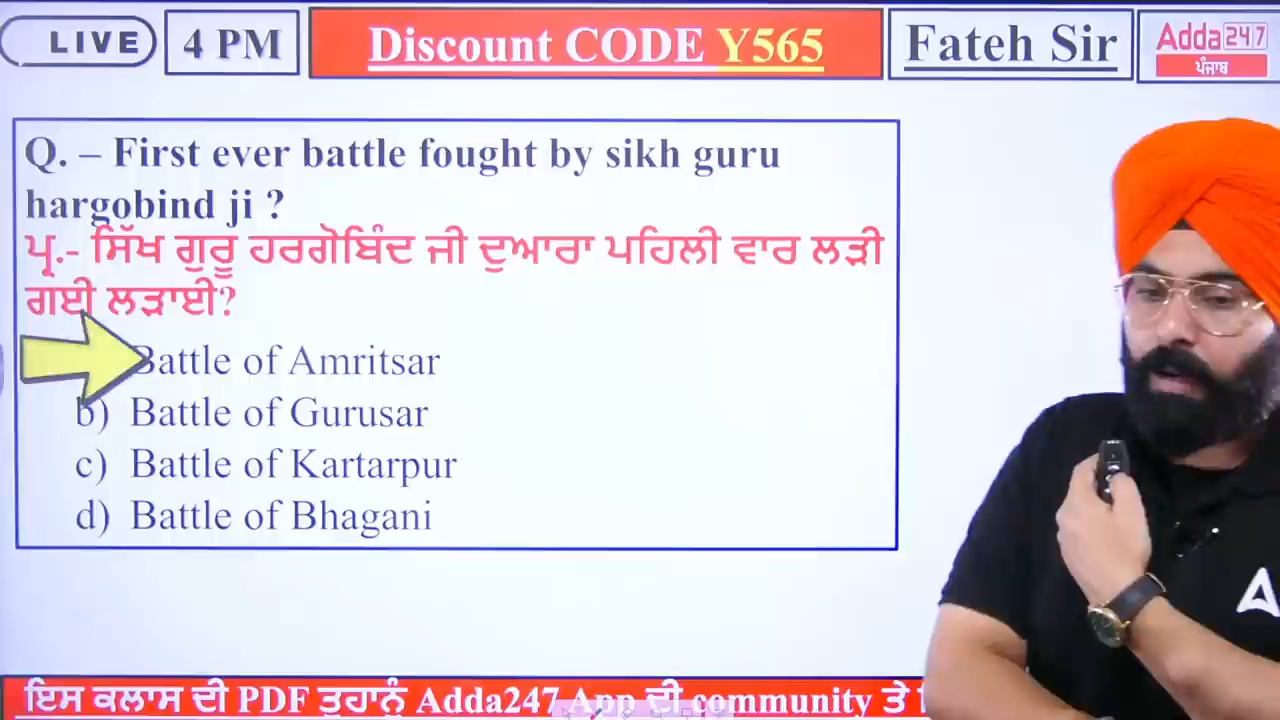 LIVE
4 PM
Discount CODE Y565
Fateh Sir
Adda247
ਪੰਜਾਬ
Q. – First ever battle fought by sikh guru
hargobind ji ?
ਪ੍ਰ.- ਸਿੱਖ ਗੁਰੂ ਹਰਗੋਬਿੰਦ ਜੀ ਦੁਆਰਾ ਪਹਿਲੀ ਵਾਰ ਲੜੀ
ਗਈ ਲੜਾਈ?
Battle of Amritsar
b) Battle of Gurusar
c) Battle of Kartarpur
d) Battle of Bhagani
ਇਸ ਕਲਾਸ ਦੀ PDF ਤੁਹਾਨੂੰ Adda247 App ਦੀ community ਤੇ